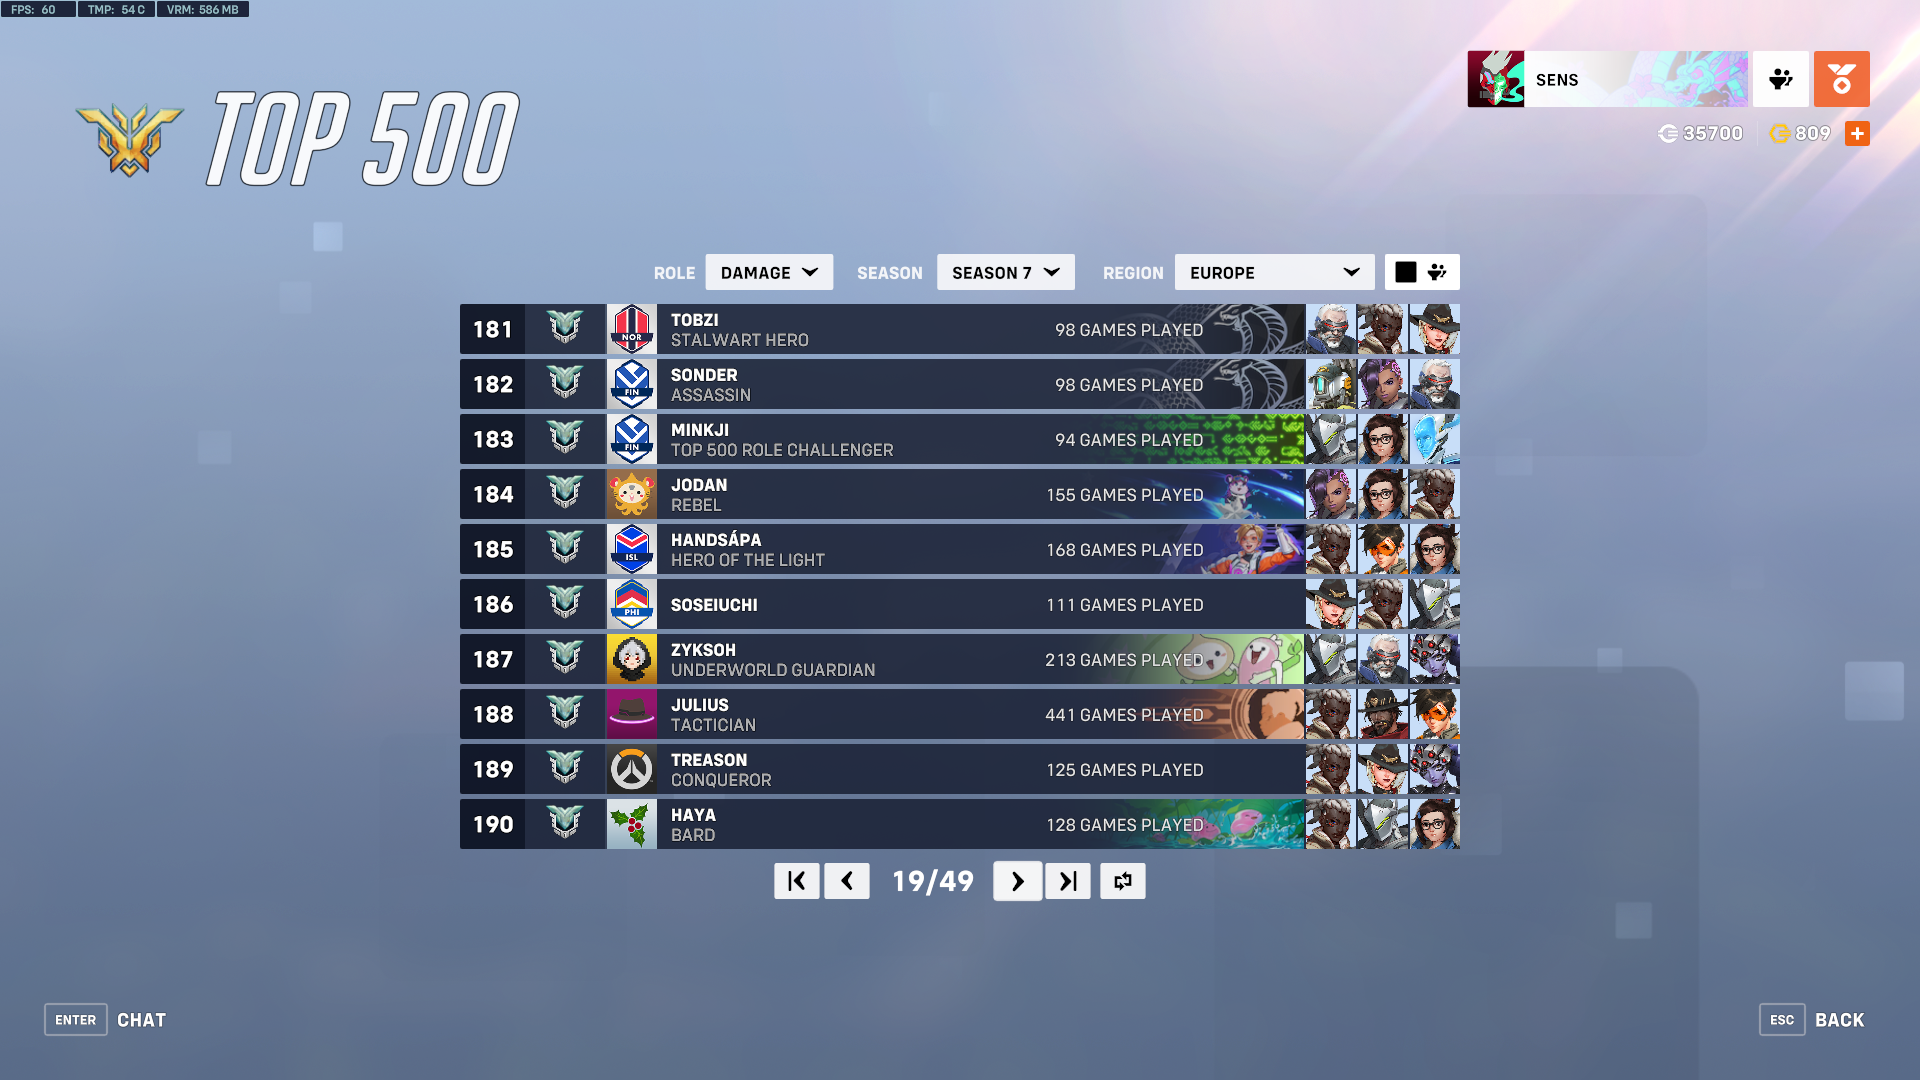 FPS: 60 TMP: 54 C VRM: 586 MB
TOP 500
SENS
35700 809
ROLE DAMAGE SEASON SEASON 7 REGION EUROPE
181 NOR TOBZI STALWART HERO 98 GAMES PLAYED
182 FIN SONDER ASSASSIN 98 GAMES PLAYED
183 FIN MINKJI TOP 500 ROLE CHALLENGER 94 GAMES PLAYED
184 JODAN REBEL 155 GAMES PLAYED
185 ISL HANDSÁPA HERO OF THE LIGHT 168 GAMES PLAYED
186 PHI SOSEIUCHI 111 GAMES PLAYED
187 ZYKSOH UNDERWORLD GUARDIAN 213 GAMES PLAYED
188 JULIUS TACTICIAN 441 GAMES PLAYED
189 TREASON CONQUEROR 125 GAMES PLAYED
190 HAYA BARD 128 GAMES PLAYED
19/49
ENTER CHAT
ESC BACK